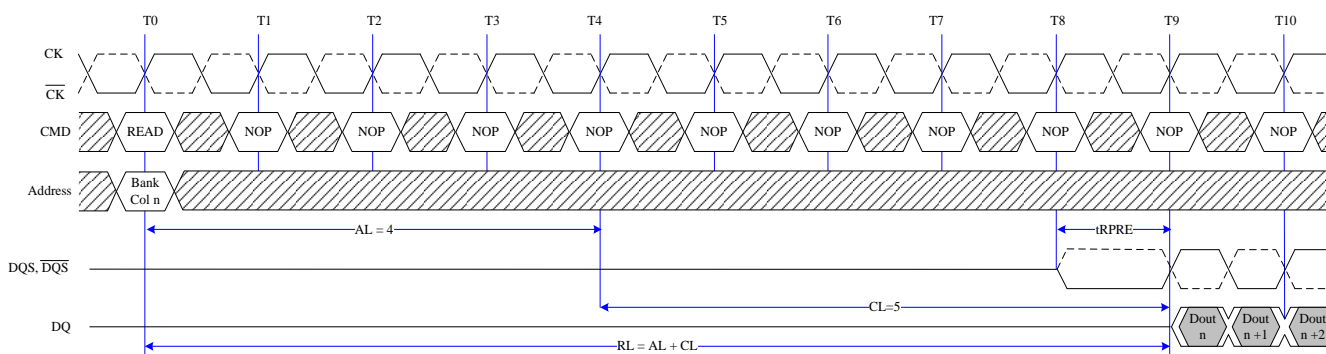 T0 T1 T2 T3 T4 T5 T6 T7 T8 T9 T10
CK
CK
CMD READ NOP NOP NOP NOP NOP NOP NOP NOP NOP NOP
Address Bank
Col n
AL = 4 tRPRE
DQS, DQS
CL=5
DQ Dout Dout Dout
n n +1 n +2
RL = AL + CL